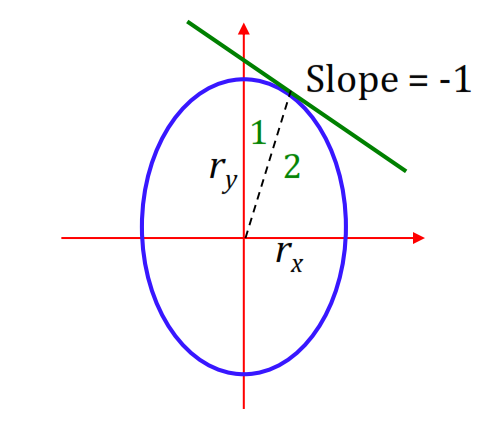 Slope = -1
1
2
r_y
r_x